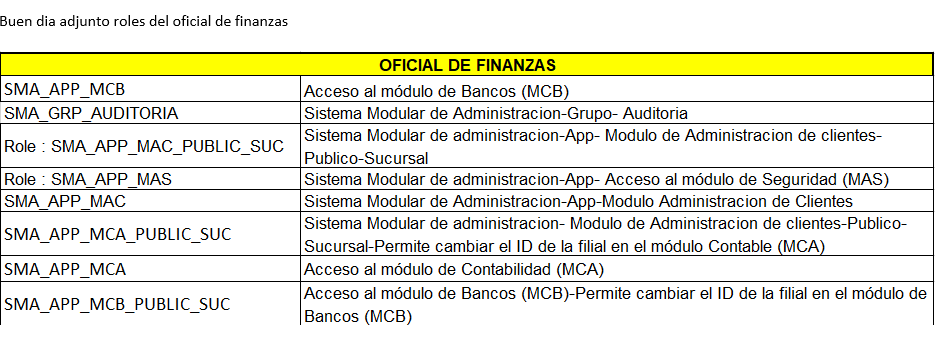 Buen dia adjunto roles del oficial de finanzas
OFICIAL DE FINANZAS
SMA_APP_MCB
Acceso al módulo de Bancos (MCB)
SMA_GRP_AUDITORIA
Sistema Modular de Administracion-Grupo- Auditoria
Role : SMA_APP_MAC_PUBLIC_SUC
Sistema Modular de administracion-App- Modulo de Administracion de clientes-
Publico-Sucursal
Role : SMA_APP_MAS
Sistema Modular de administracion-App- Acceso al módulo de Seguridad (MAS)
SMA_APP_MAC
Sistema Modular de Administracion-App-Modulo Administracion de Clientes
SMA_APP_MCA_PUBLIC_SUC
Sistema Modular de administracion- Modulo de Administracion de clientes-Publico-
Sucursal-Permite cambiar el ID de la filial en el módulo Contable (MCA)
SMA_APP_MCA
Acceso al módulo de Contabilidad (MCA)
SMA_APP_MCB_PUBLIC_SUC
Acceso al módulo de Bancos (MCB)-Permite cambiar el ID de la filial en el módulo de
Bancos (MCB)